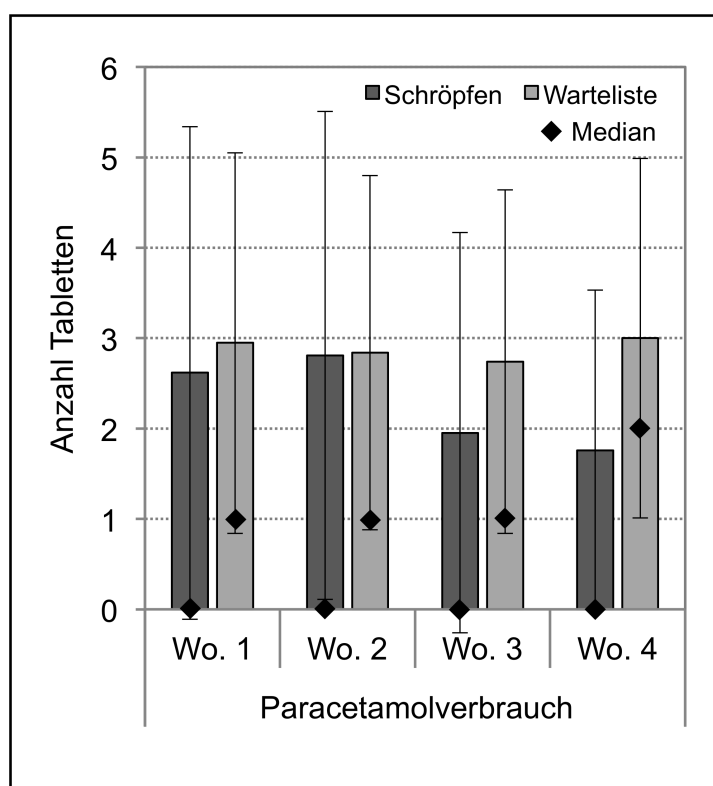 6
Schröpfen Warteliste
Median
5
4
3
2
1
0
Anzahl Tabletten
Wo. 1 Wo. 2 Wo. 3 Wo. 4
Paracetamolverbrauch